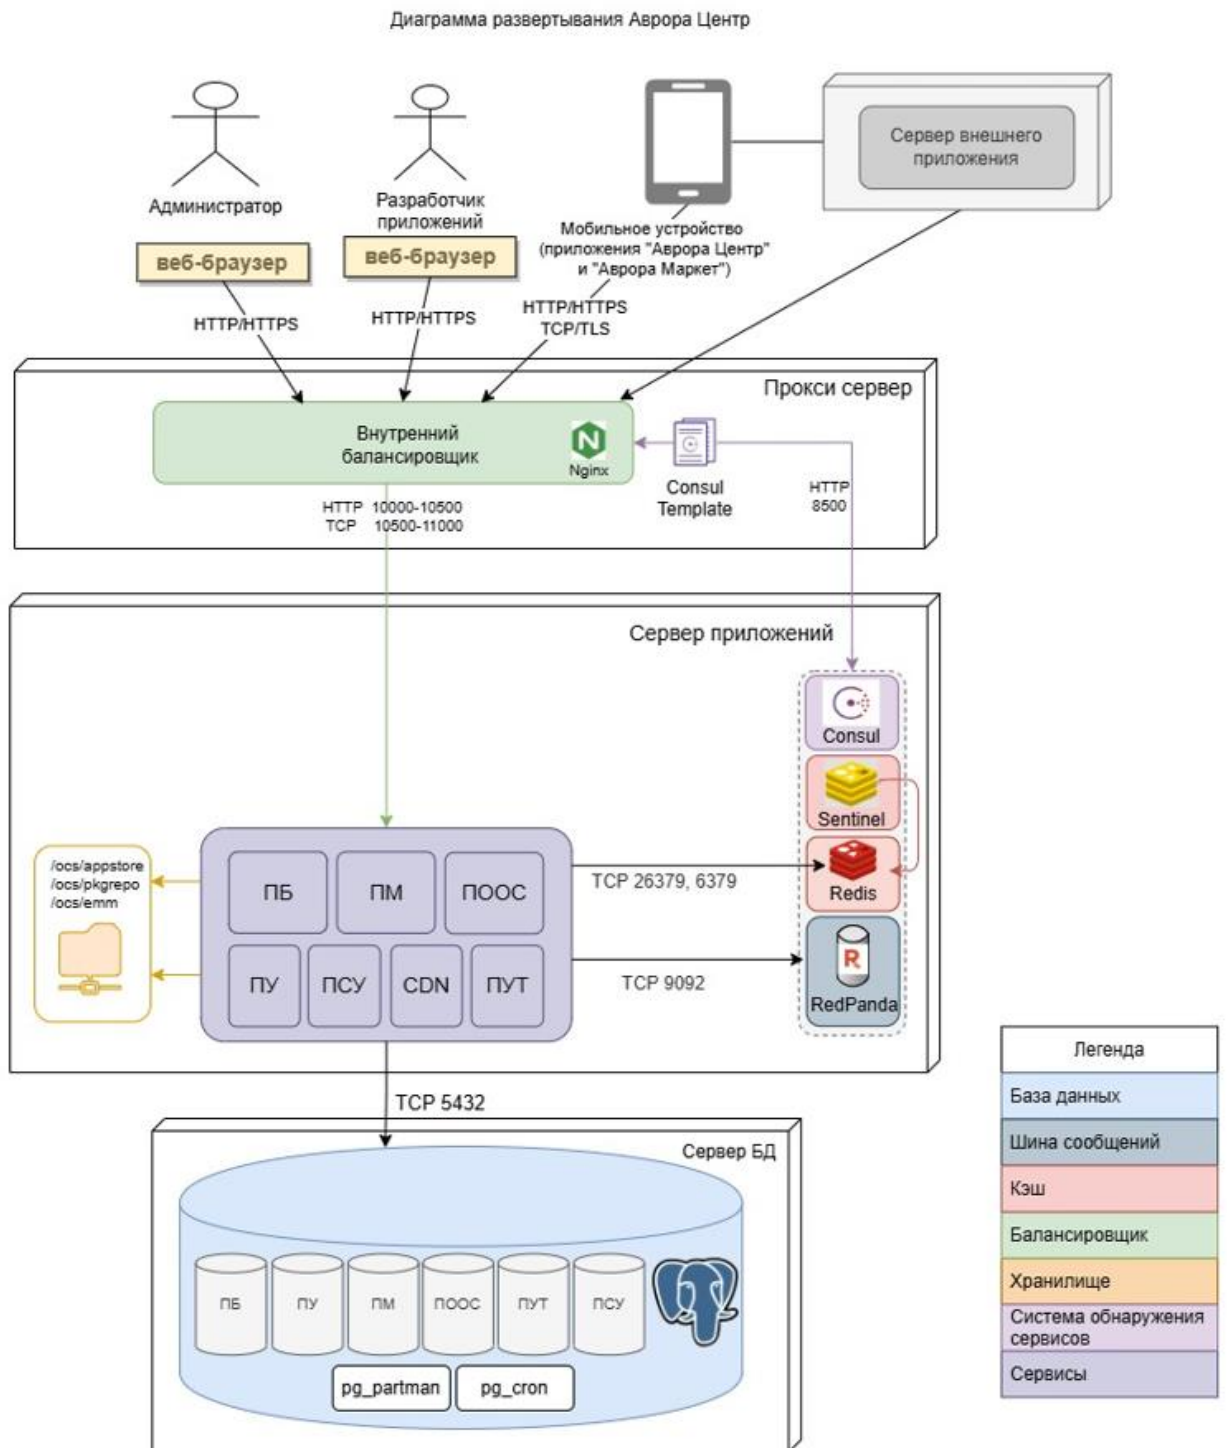 Диаграмма развертывания Аврора Центр
Администратор
веб-браузер
HTTP/HTTPS
Разработчик
приложений
веб-браузер
HTTP/HTTPS
Мобильное устройство
(приложения "Аврора Центр"
и "Аврора Маркет")
HTTP/HTTPS
TCP/TLS
Сервер внешнего
приложения
Прокси сервер
Внутренний
балансировщик
N
Nginx
Consul
Template
HTTP
8500
HTTP 10000-10500
TCP 10500-11000
Сервер приложений
Consul
Sentinel
Redis
R
RedPanda
/ocs/appstore
/ocs/pkgrepo
/ocs/emm
ПБ
ПМ
ПООС
ПУ
ПСУ
CDN
ПУТ
TCP 26379, 6379
TCP 9092
TCP 5432
Сервер БД
ПБ
ПУ
ПМ
ПООС
ПУТ
ПСУ
pg_partman
pg_cron
Легенда
База данных
Шина сообщений
Кэш
Балансировщик
Хранилище
Система обнаружения
сервисов
Сервисы